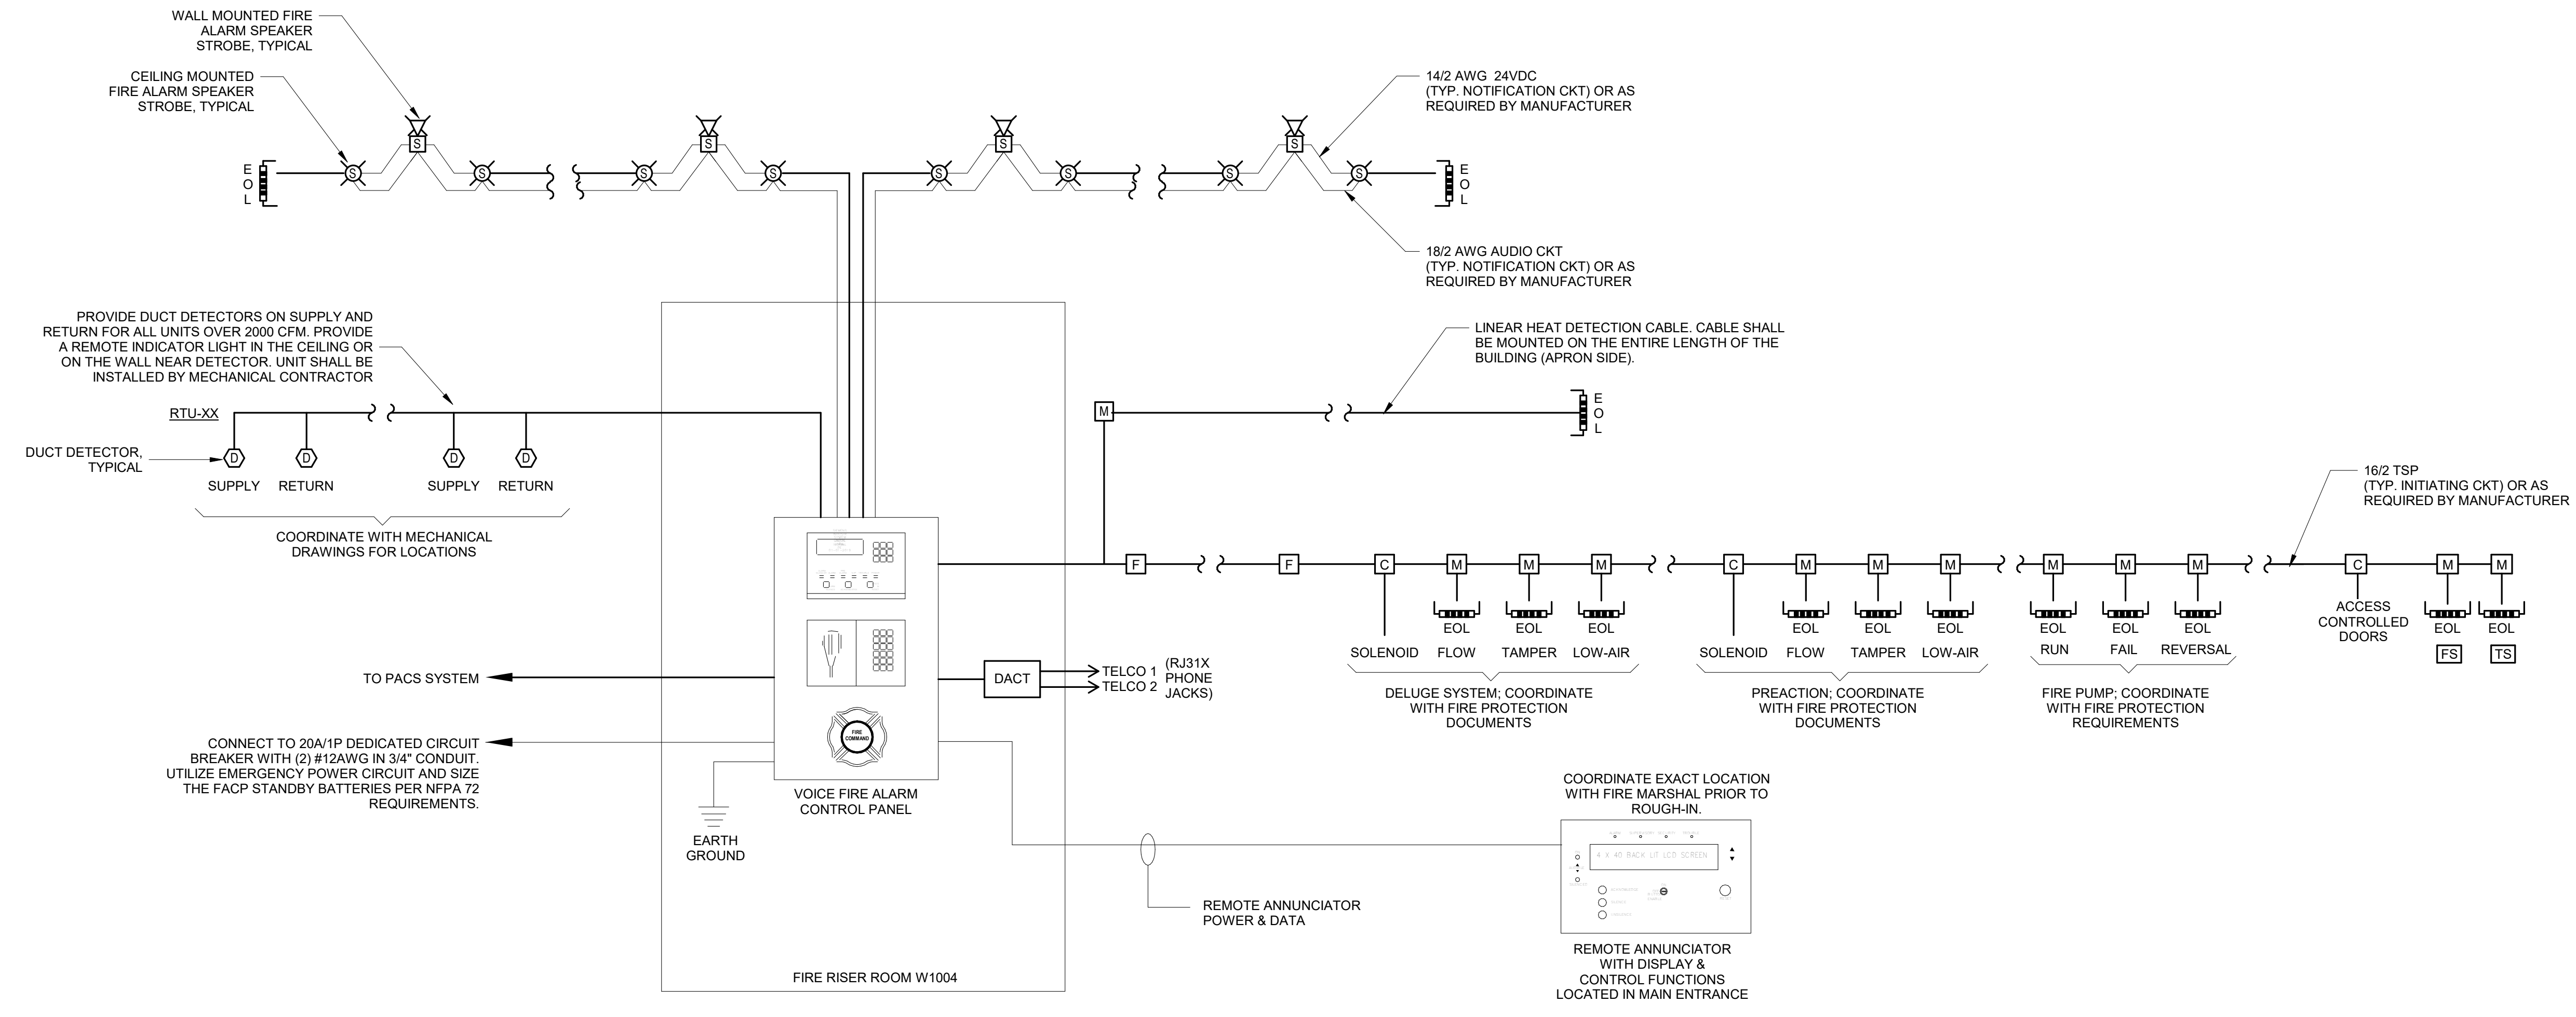 WALL MOUNTED FIRE
ALARM SPEAKER
STROBE, TYPICAL
CEILING MOUNTED
FIRE ALARM SPEAKER
STROBE, TYPICAL
14/2 AWG 24VDC
(TYP. NOTIFICATION CKT) OR AS
REQUIRED BY MANUFACTURER
S
S
S
S
E
O
L
S
S
S
S
S
S
S
S
E
O
L
18/2 AWG AUDIO CKT
(TYP. NOTIFICATION CKT) OR AS
REQUIRED BY MANUFACTURER
PROVIDE DUCT DETECTORS ON SUPPLY AND
RETURN FOR ALL UNITS OVER 2000 CFM. PROVIDE
A REMOTE INDICATOR LIGHT IN THE CEILING OR
ON THE WALL NEAR DETECTOR. UNIT SHALL BE
INSTALLED BY MECHANICAL CONTRACTOR
LINEAR HEAT DETECTION CABLE. CABLE SHALL
BE MOUNTED ON THE ENTIRE LENGTH OF THE
BUILDING (APRON SIDE).
RTU-XX
M
E
O
L
DUCT DETECTOR,
TYPICAL
D
D
D
D
SUPPLY RETURN
SUPPLY RETURN
COORDINATE WITH MECHANICAL
DRAWINGS FOR LOCATIONS
16/2 TSP
(TYP. INITIATING CKT) OR AS
REQUIRED BY MANUFACTURER
F
F
C
M
M
M
C
M
M
M
M
M
M
C
M
M
EOL
EOL
EOL
EOL
EOL
EOL
EOL
EOL
EOL
EOL
EOL
SOLENOID FLOW TAMPER LOW-AIR
SOLENOID FLOW TAMPER LOW-AIR
RUN FAIL REVERSAL
ACCESS
CONTROLLED
DOORS
FS
TS
DELUGE SYSTEM; COORDINATE
WITH FIRE PROTECTION
DOCUMENTS
PREACTION; COORDINATE
WITH FIRE PROTECTION
DOCUMENTS
FIRE PUMP; COORDINATE
WITH FIRE PROTECTION
REQUIREMENTS
TO PACS SYSTEM
DACT
TELCO 1
TELCO 2
(RJ31X
PHONE
JACKS)
CONNECT TO 20A/1P DEDICATED CIRCUIT
BREAKER WITH (2) #12AWG IN 3/4" CONDUIT.
UTILIZE EMERGENCY POWER CIRCUIT AND SIZE
THE FACP STANDBY BATTERIES PER NFPA 72
REQUIREMENTS.
FIRE
COMMAND
VOICE FIRE ALARM
CONTROL PANEL
EARTH
GROUND
COORDINATE EXACT LOCATION
WITH FIRE MARSHAL PRIOR TO
ROUGH-IN.
4 X 40 BACK LIT LCD SCREEN
REMOTE ANNUNCIATOR
POWER & DATA
REMOTE ANNUNCIATOR
WITH DISPLAY &
CONTROL FUNCTIONS
LOCATED IN MAIN ENTRANCE
FIRE RISER ROOM W1004